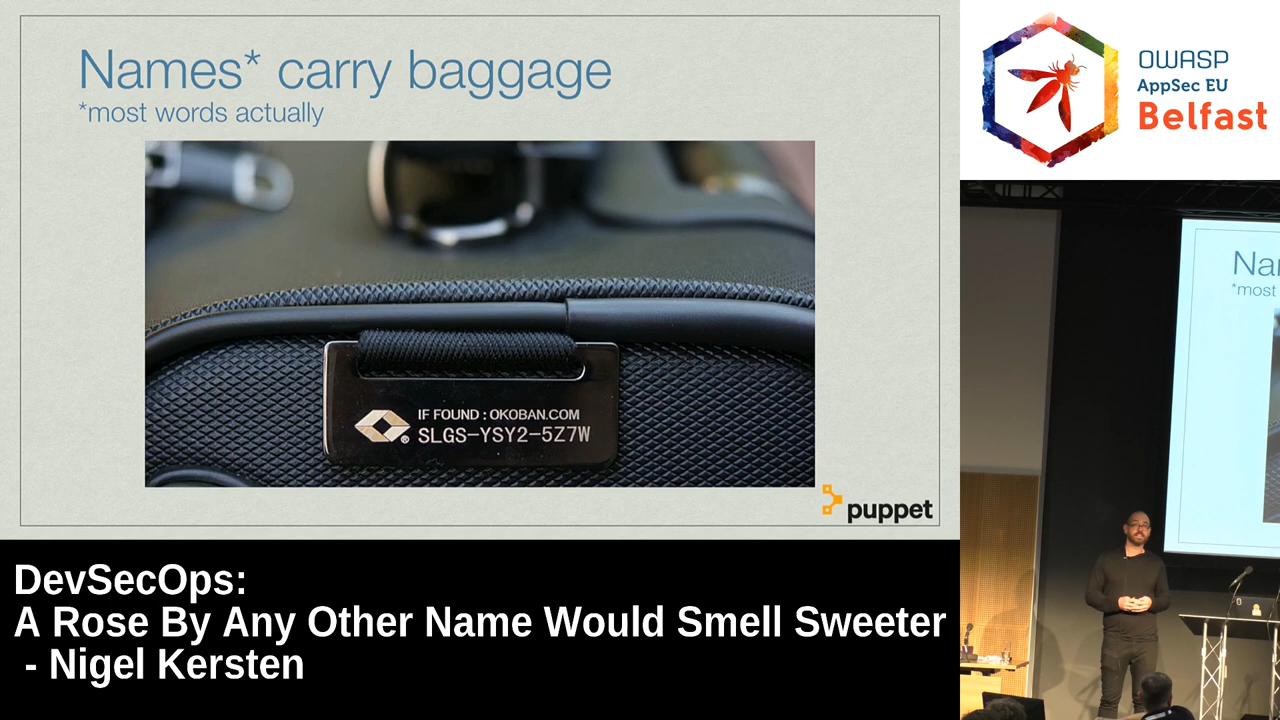 Names* carry baggage
*most words actually
IF FOUND : OKOBAN.COM
SLGS-YSY2-5Z7W
puppet
OWASP
AppSec EU
Belfast
*most
DevSecOps:
A Rose By Any Other Name Would Smell Sweeter
- Nigel Kersten